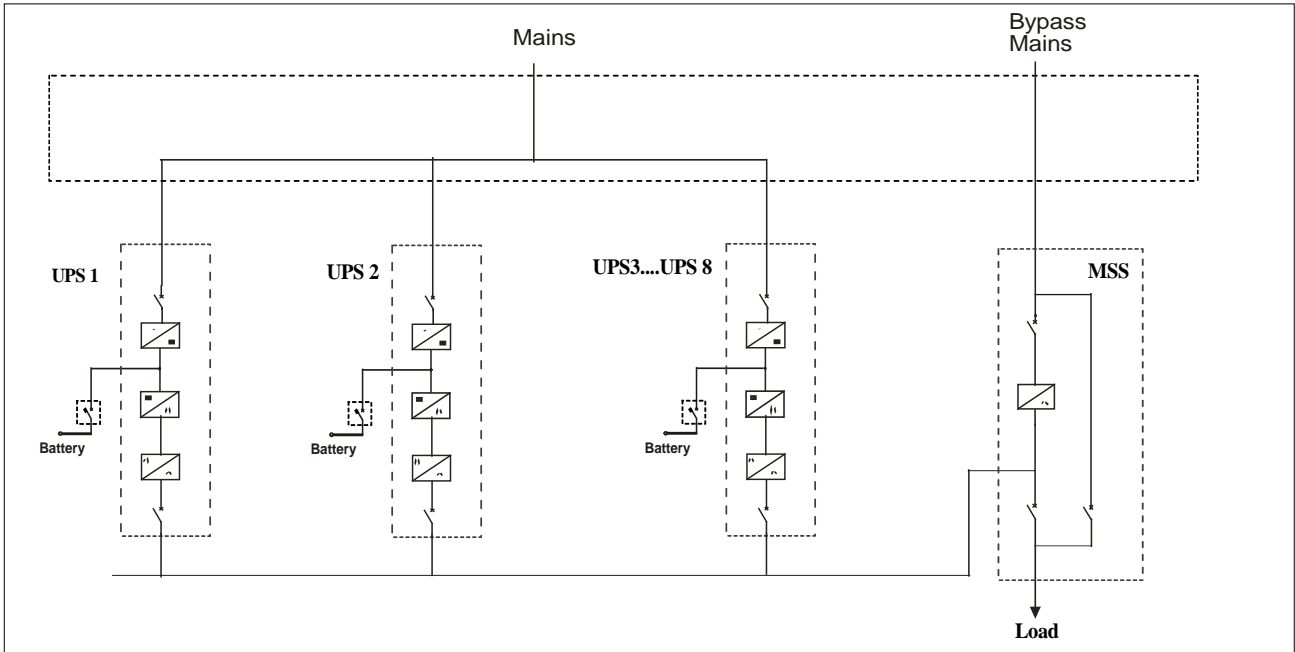 Mains
Bypass
Mains
UPS 1
UPS 2
UPS3....UPS 8
MSS
Battery
Battery
Battery
Load